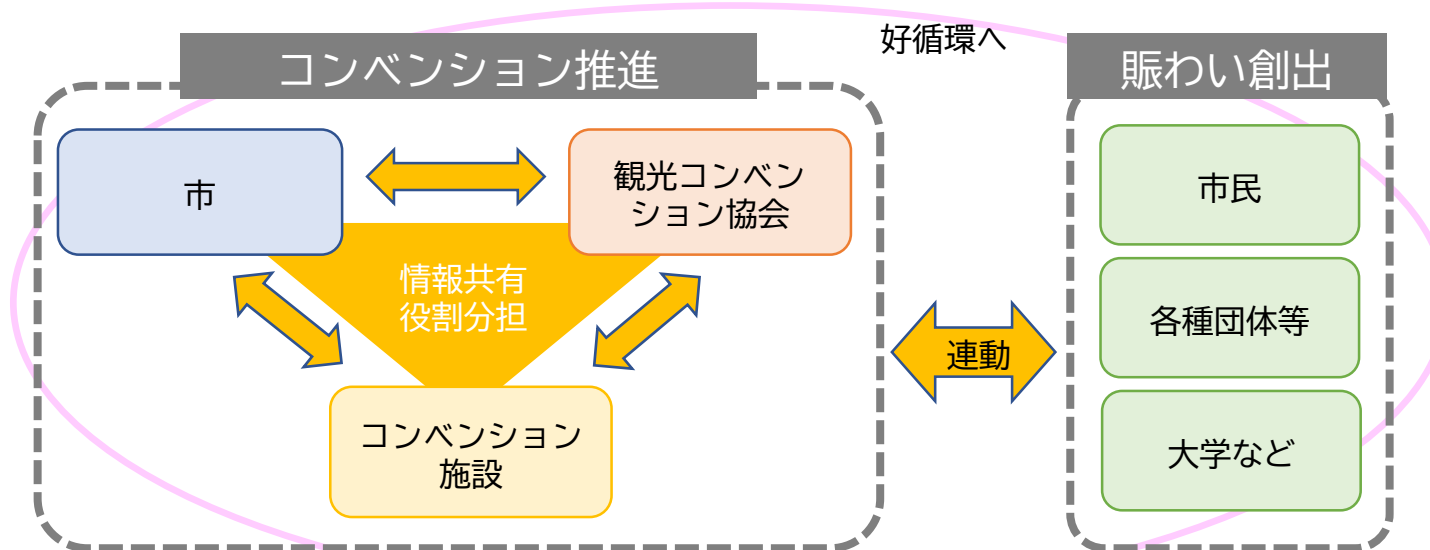 好循環へ
コンベンション推進
賑わい創出
市
観光コンベン
ション協会
情報共有
役割分担
コンベンション
施設
連動
市民
各種団体等
大学など